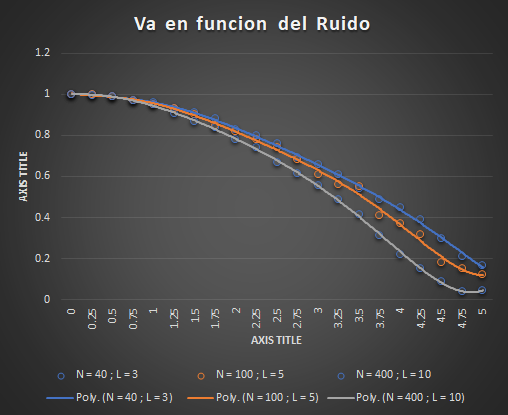 Va en funcion del Ruido
1.2
1
0.8
0.6
0.4
0.2
0
AXIS TITLE
0 0.25 0.5 0.75 1 1.25 1.5 1.75 2 2.25 2.5 2.75 3 3.25 3.5 3.75 4 4.25 4.5 4.75 5
AXIS TITLE
N = 40 ; L = 3 N = 100 ; L = 5 N = 400 ; L = 10
Poly. (N = 40 ; L = 3) Poly. (N = 100 ; L = 5) Poly. (N = 400 ; L = 10)